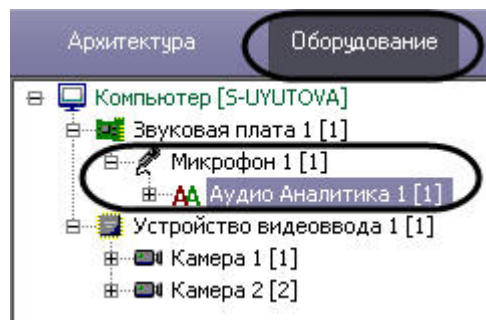 Архитектура Оборудование
Компьютер [S-UYUTOVA]
Звуковая плата 1 [1]
Микрофон 1 [1]
Аудио Аналитика 1 [1]
Устройство видеоввода 1 [1]
Камера 1 [1]
Камера 2 [2]